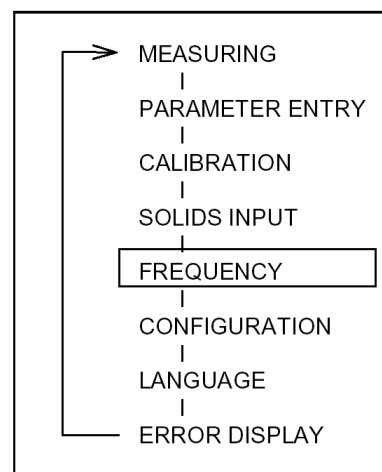 MEASURING
PARAMETER ENTRY
CALIBRATION
SOLIDS INPUT
FREQUENCY
CONFIGURATION
LANGUAGE
ERROR DISPLAY